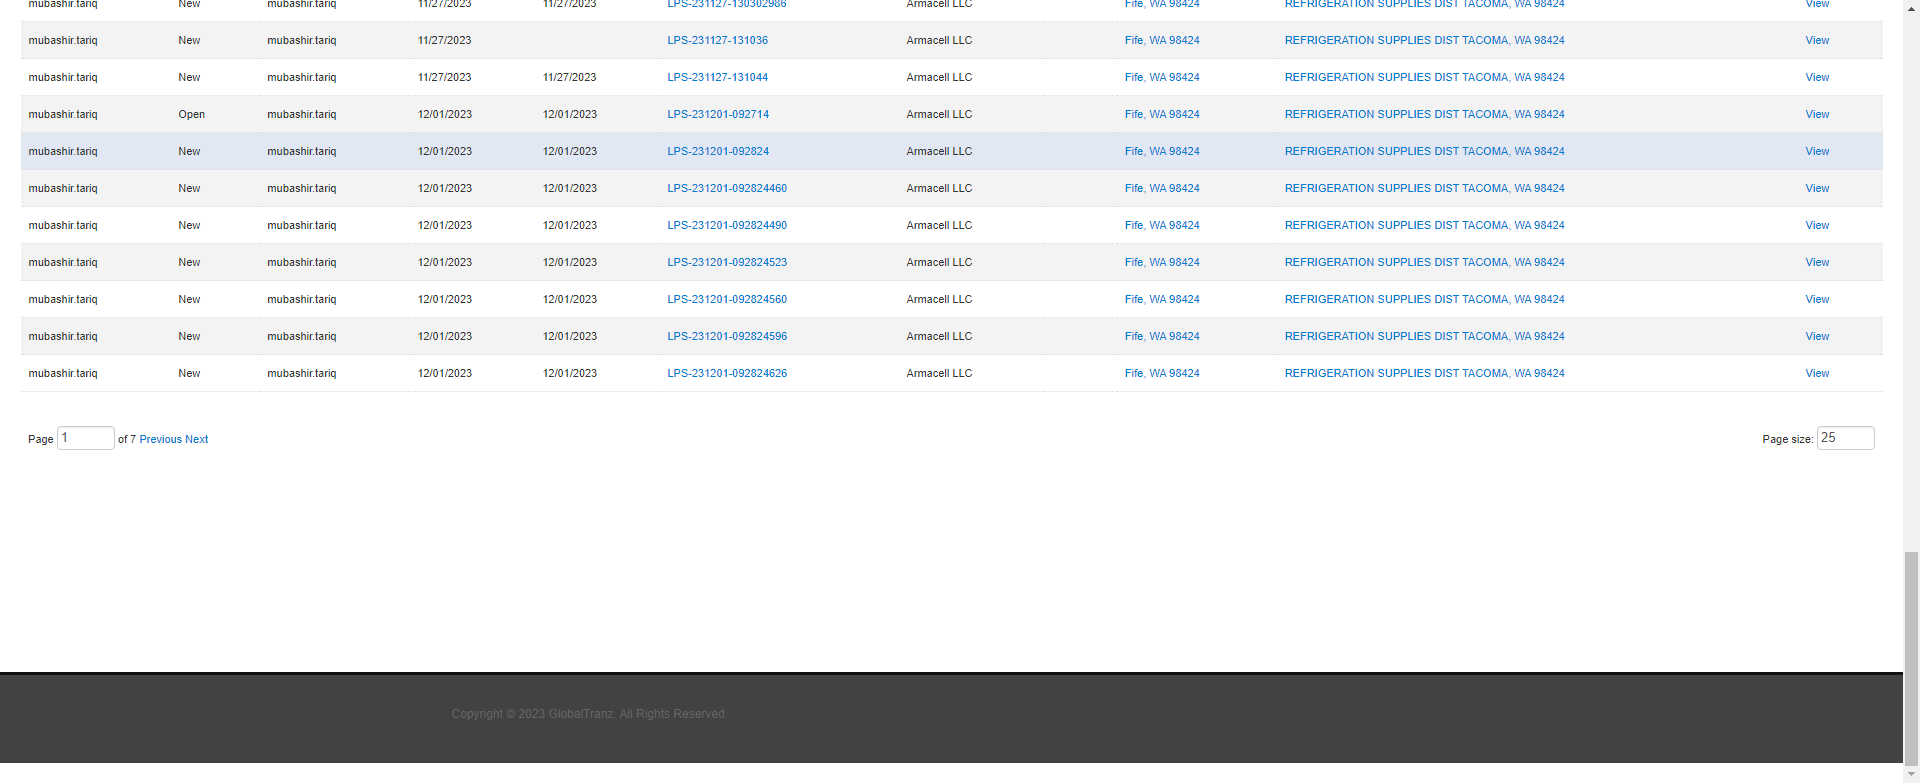 mubashir.tariq New mubashir.tariq 11/27/2023 11/27/2023 LPS-231127-130302986 Armacell LLC Fife, WA 98424 REFRIGERATION SUPPLIES DIST TACOMA, WA 98424 View
mubashir.tariq New mubashir.tariq 11/27/2023 LPS-231127-131036 Armacell LLC Fife, WA 98424 REFRIGERATION SUPPLIES DIST TACOMA, WA 98424 View
mubashir.tariq New mubashir.tariq 11/27/2023 11/27/2023 LPS-231127-131044 Armacell LLC Fife, WA 98424 REFRIGERATION SUPPLIES DIST TACOMA, WA 98424 View
mubashir.tariq Open mubashir.tariq 12/01/2023 12/01/2023 LPS-231201-092714 Armacell LLC Fife, WA 98424 REFRIGERATION SUPPLIES DIST TACOMA, WA 98424 View
mubashir.tariq New mubashir.tariq 12/01/2023 12/01/2023 LPS-231201-092824 Armacell LLC Fife, WA 98424 REFRIGERATION SUPPLIES DIST TACOMA, WA 98424 View
mubashir.tariq New mubashir.tariq 12/01/2023 12/01/2023 LPS-231201-092824460 Armacell LLC Fife, WA 98424 REFRIGERATION SUPPLIES DIST TACOMA, WA 98424 View
mubashir.tariq New mubashir.tariq 12/01/2023 12/01/2023 LPS-231201-092824490 Armacell LLC Fife, WA 98424 REFRIGERATION SUPPLIES DIST TACOMA, WA 98424 View
mubashir.tariq New mubashir.tariq 12/01/2023 12/01/2023 LPS-231201-092824523 Armacell LLC Fife, WA 98424 REFRIGERATION SUPPLIES DIST TACOMA, WA 98424 View
mubashir.tariq New mubashir.tariq 12/01/2023 12/01/2023 LPS-231201-092824560 Armacell LLC Fife, WA 98424 REFRIGERATION SUPPLIES DIST TACOMA, WA 98424 View
mubashir.tariq New mubashir.tariq 12/01/2023 12/01/2023 LPS-231201-092824596 Armacell LLC Fife, WA 98424 REFRIGERATION SUPPLIES DIST TACOMA, WA 98424 View
mubashir.tariq New mubashir.tariq 12/01/2023 12/01/2023 LPS-231201-092824626 Armacell LLC Fife, WA 98424 REFRIGERATION SUPPLIES DIST TACOMA, WA 98424 View
Page 1 of 7 Previous Next Page size: 25
Copyright © 2023 GlobalTranz. All Rights Reserved.